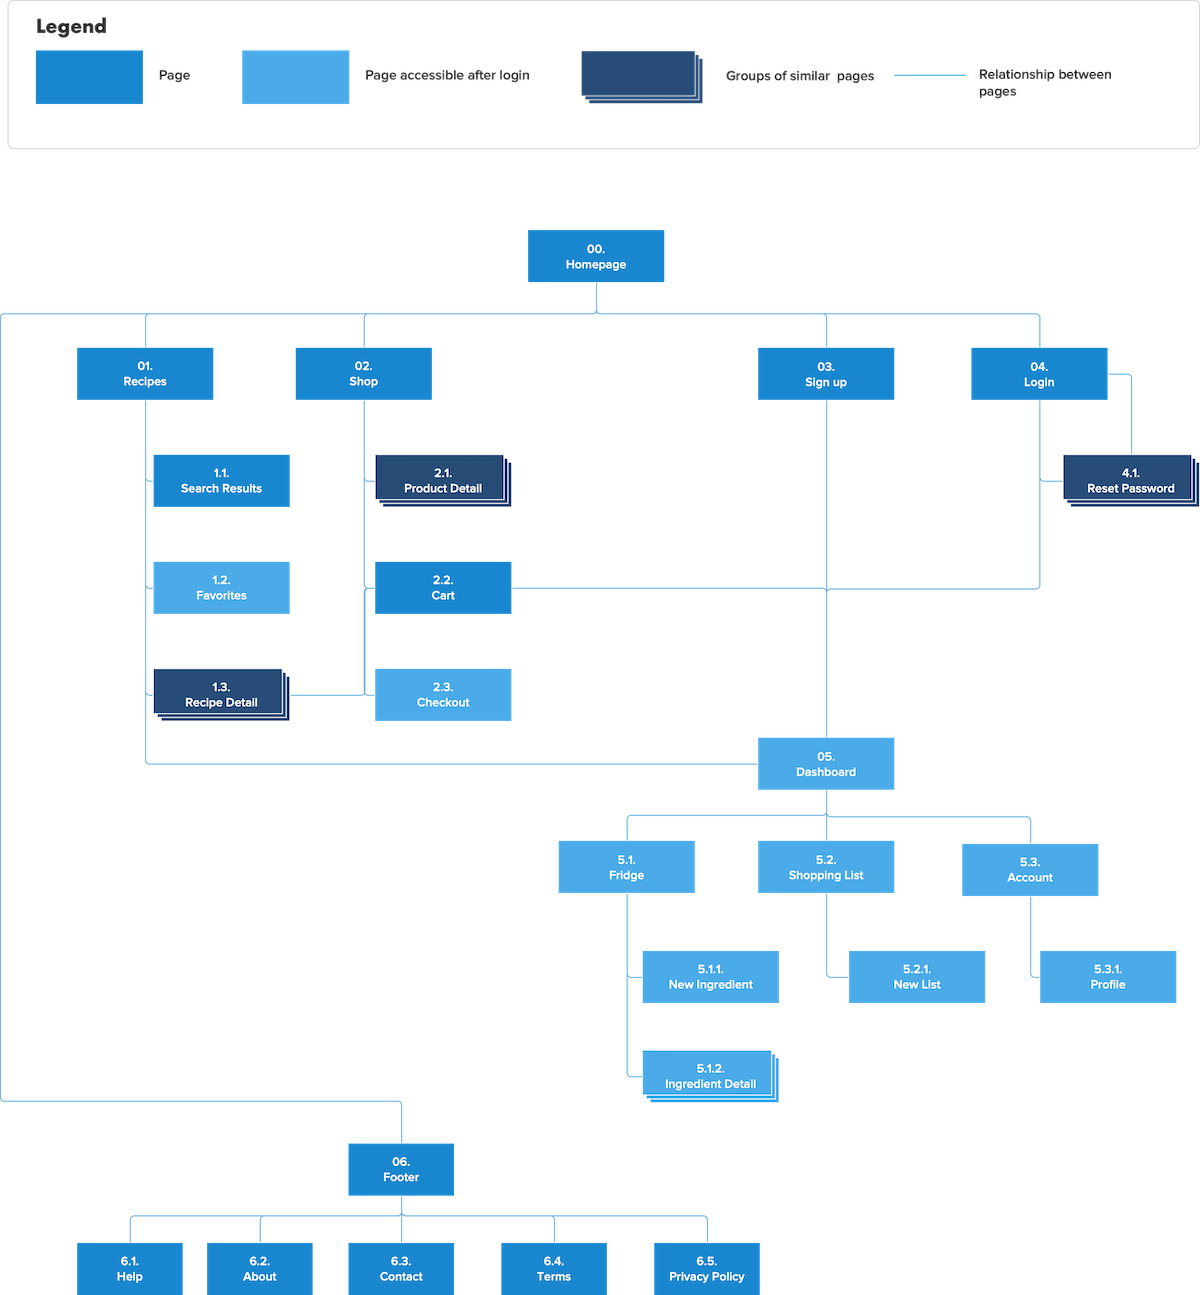 Legend
Page
Page accessible after login
Groups of similar pages
Relationship between
pages
00.
Homepage
01.
Recipes
02.
Shop
03.
Sign up
04.
Login
1.1.
Search Results
2.1.
Product Detail
4.1.
Reset Password
1.2.
Favorites
2.2.
Cart
1.3.
Recipe Detail
2.3.
Checkout
05.
Dashboard
5.1.
Fridge
5.2.
Shopping List
5.3.
Account
5.1.1.
New Ingredient
5.2.1.
New List
5.3.1.
Profile
5.1.2.
Ingredient Detail
06.
Footer
6.1.
Help
6.2.
About
6.3.
Contact
6.4.
Terms
6.5.
Privacy Policy